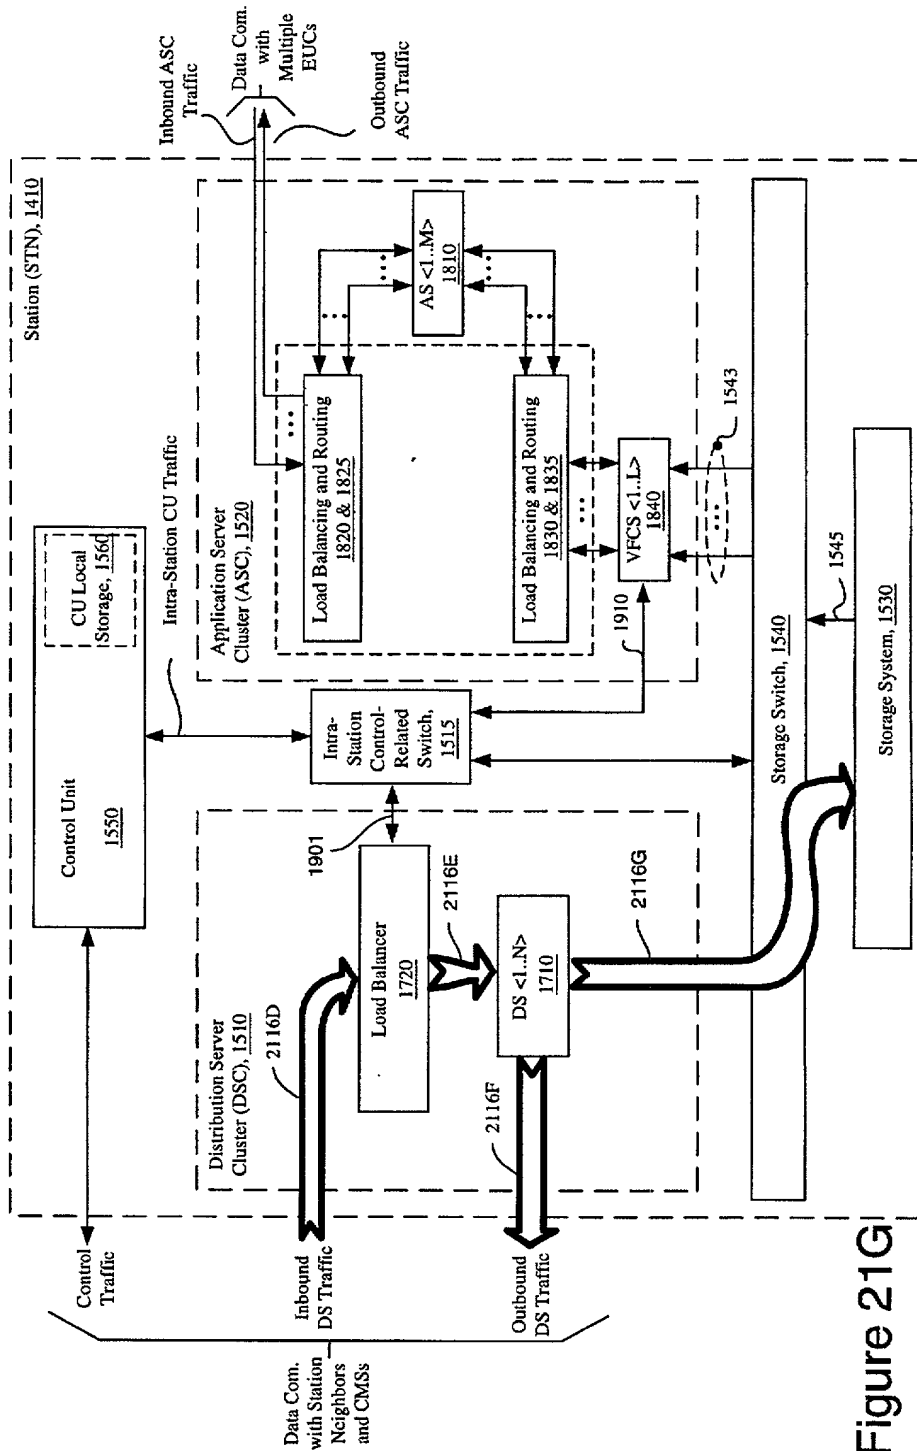 Station (STN), 1410
Control Unit
1550
CU Local
Storage, 1560
Control
Traffic
Intra-Station CU Traffic
Inbound ASC
Traffic
Data Com.
with
Multiple
EUCs
Outbound
ASC Traffic
Data Com.
with Station
Neighbors
and CMSs
Inbound
DS Traffic
Outbound
DS Traffic
Distribution Server
Cluster (DSC), 1510
2116D
Load Balancer
1720
2116E
DS <1..N>
1710
2116F
2116G
1901
Intra-
Station
Control-
Related
Switch,
1515
1910
Application Server
Cluster (ASC), 1520
Load Balancing and Routing
1820 & 1825
AS <1..M>
1810
Load Balancing and Routing
1830 & 1835
VFCS <1..L>
1840
1543
Storage Switch, 1540
1545
Storage System, 1530
Figure 21G